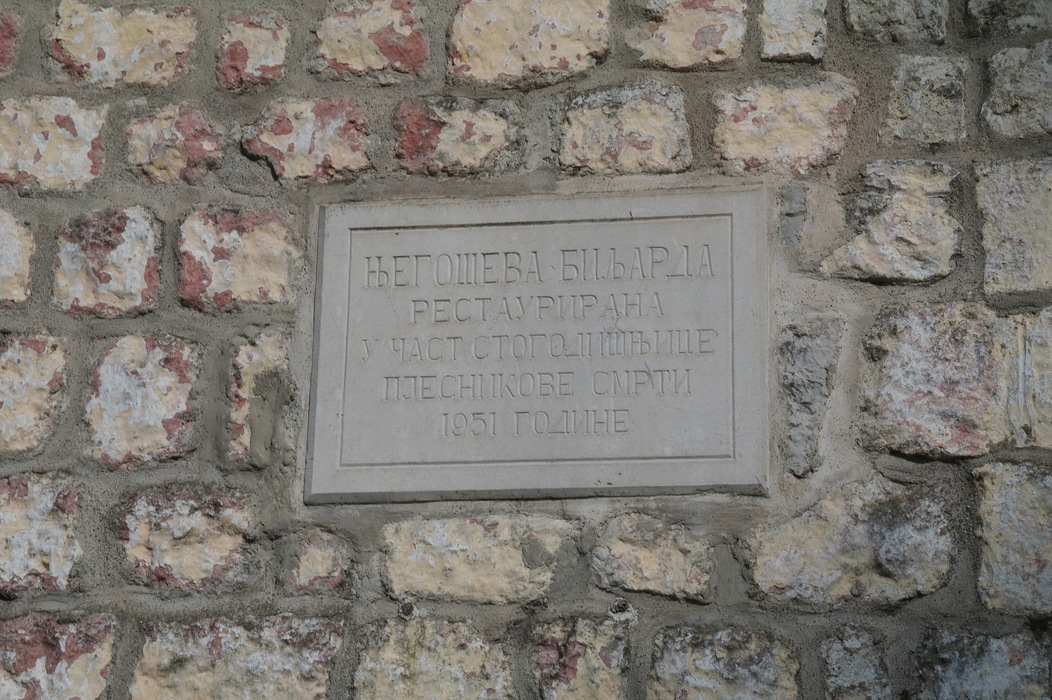 ЊЕГОШЕВА БИЉАРДА
РЕСТАУРИРАНА
У ЧАСТ СТОГОДИШЊИЦЕ
ПЈЕСНИКОВЕ СМРТИ
1951 ГОДИНЕ